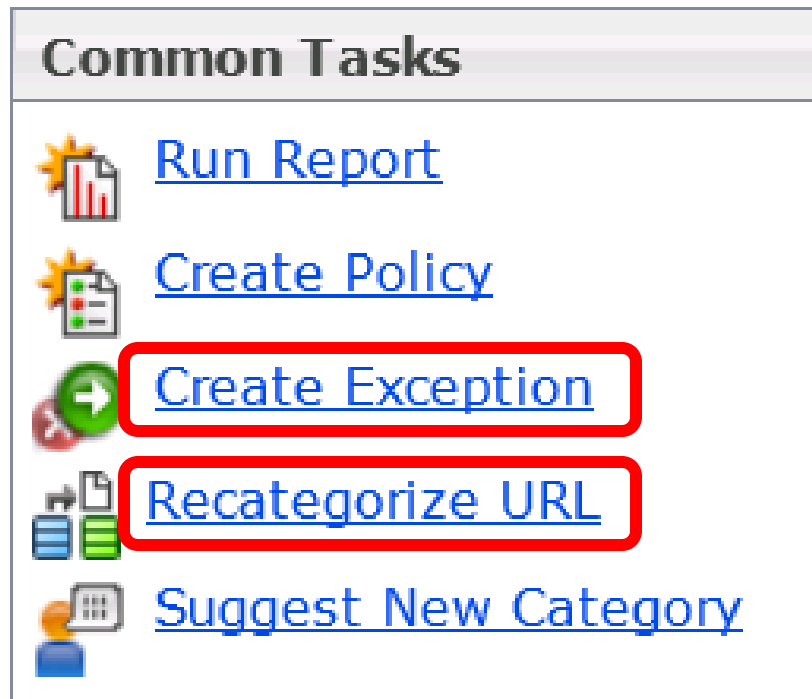 Common Tasks
Run Report
Create Policy
Create Exception
Recategorize URL
Suggest New Category